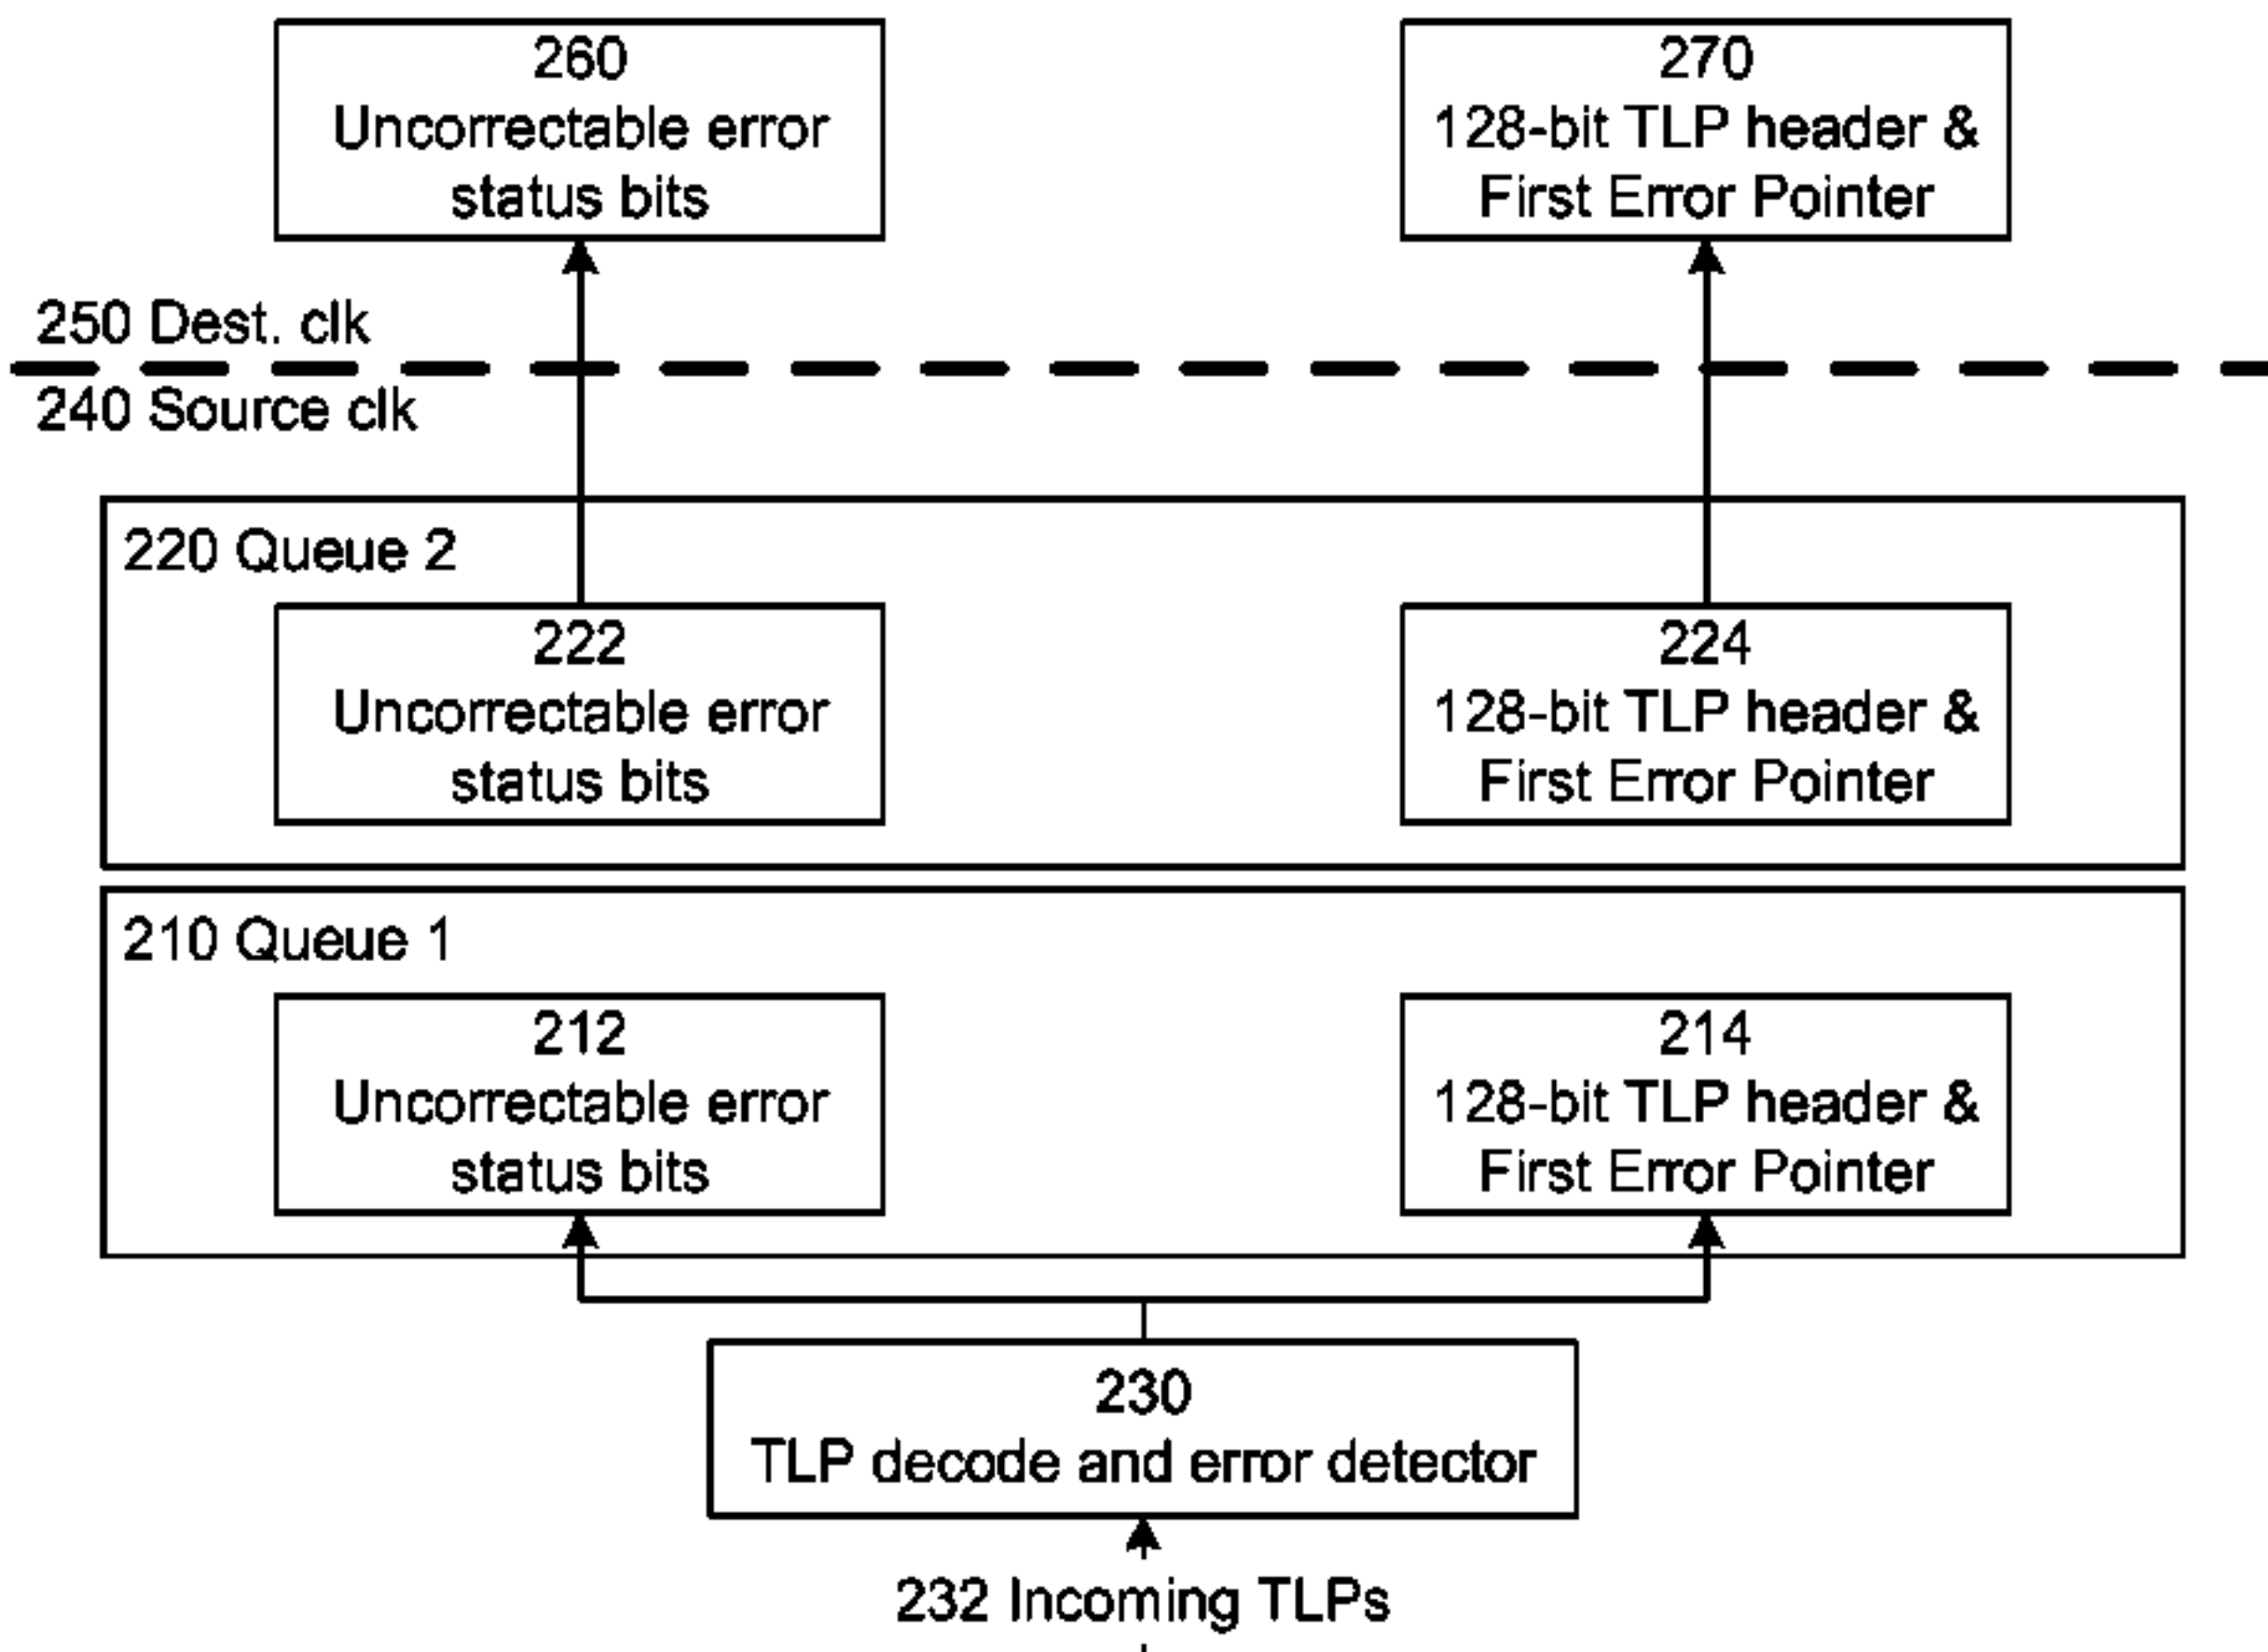 260
Uncorrectable error
status bits
270
128-bit TLP header &
First Error Pointer
250 Dest. clk
240 Source clk
220 Queue 2
222
Uncorrectable error
status bits
224
128-bit TLP header &
First Error Pointer
210 Queue 1
212
Uncorrectable error
status bits
214
128-bit TLP header &
First Error Pointer
230
TLP decode and error detector
232 Incoming TLPs